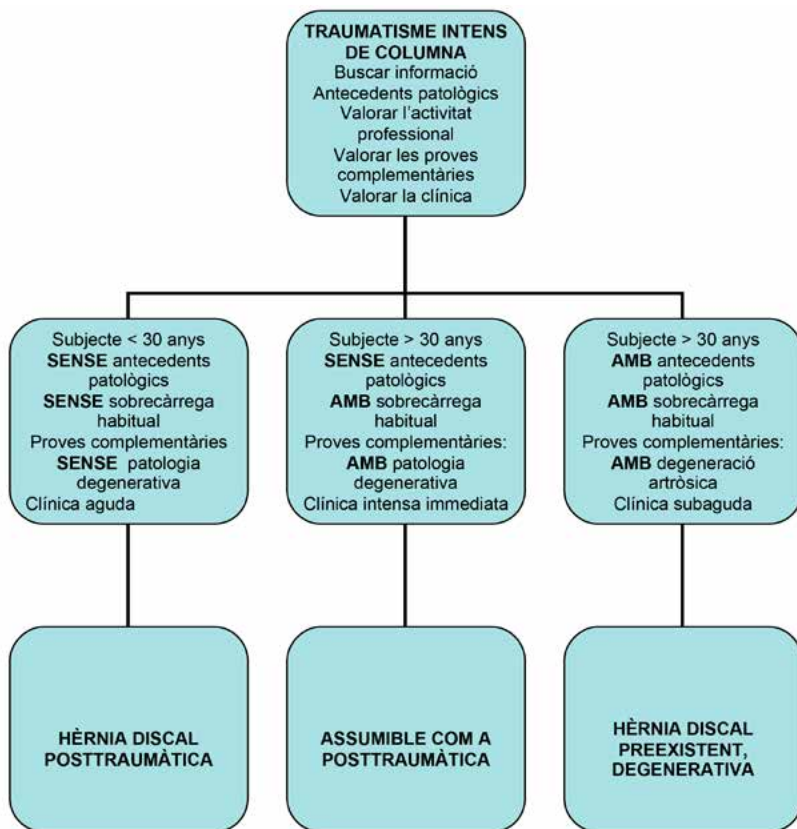 TRAUMATISME INTENS
DE COLUMNA
Buscar informació
Antecedents patològics
Valorar l'activitat
professional
Valorar les proves
complementàries
Valorar la clínica
Subjecte < 30 anys
SENSE antecedents
patològics
SENSE sobrecàrrega
habitual
Proves complementàries
SENSE patologia
degenerativa
Clínica aguda
Subjecte > 30 anys
SENSE antecedents
patològics
AMB sobrecàrrega
habitual
Proves complementàries:
AMB patologia
degenerativa
Clínica intensa immediata
Subjecte > 30 anys
AMB antecedents
patològics
AMB sobrecàrrega
habitual
Proves complementàries:
AMB degeneració
artròsica
Clínica subaguda
HÈRNIA DISCAL
POSTTRAUMÀTICA
ASSUMIBLE COM A
POSTTRAUMÀTICA
HÈRNIA DISCAL
PREEXISTENT,
DEGENERATIVA